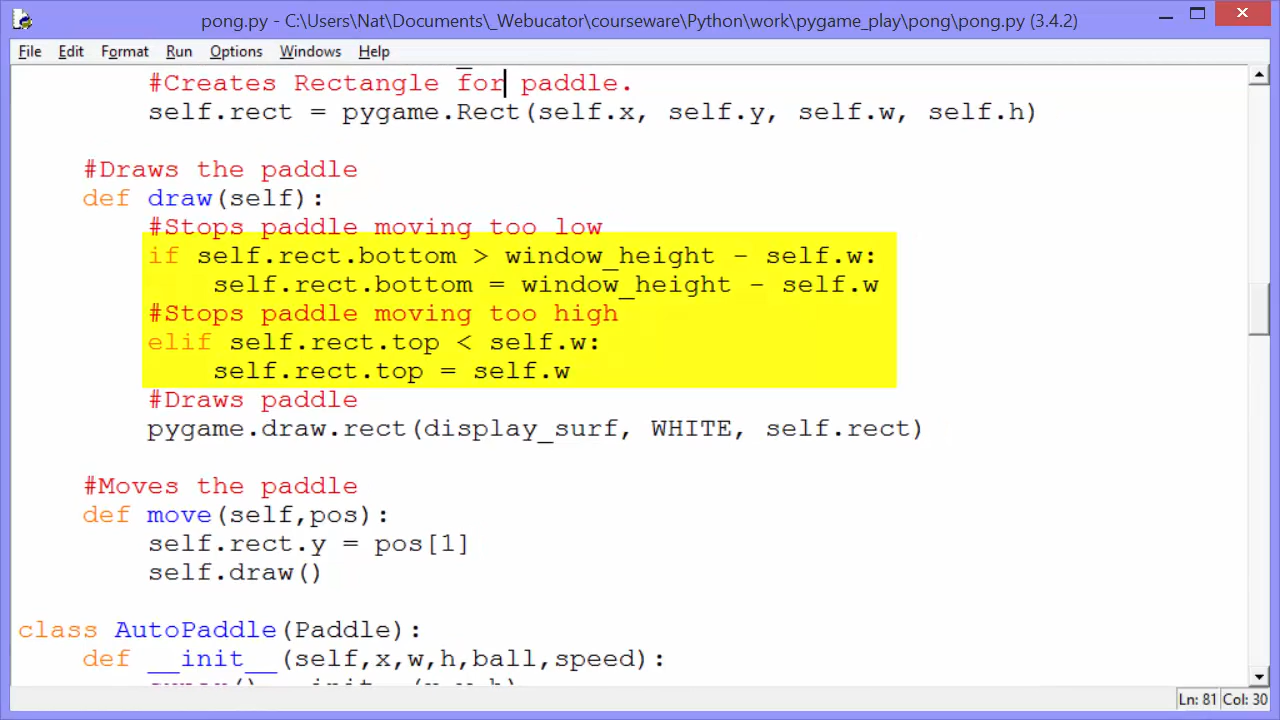 pong.py - C:\Users\Nat\Documents\_Webucator\courseware\Python\work\pygame_play\pong\pong.py (3.4.2)
File Edit Format Run Options Windows Help
#Creates Rectangle for paddle.
self.rect = pygame.Rect(self.x, self.y, self.w, self.h)
#Draws the paddle
def draw(self):
#Stops paddle moving too low
if self.rect.bottom > window_height - self.w:
self.rect.bottom = window_height - self.w
#Stops paddle moving too high
elif self.rect.top < self.w:
self.rect.top = self.w
#Draws paddle
pygame.draw.rect(display_surf, WHITE, self.rect)
#Moves the paddle
def move(self,pos):
self.rect.y = pos[1]
self.draw()
class AutoPaddle(Paddle):
def __init__(self,x,w,h,ball,speed):
Ln: 81 Col: 30